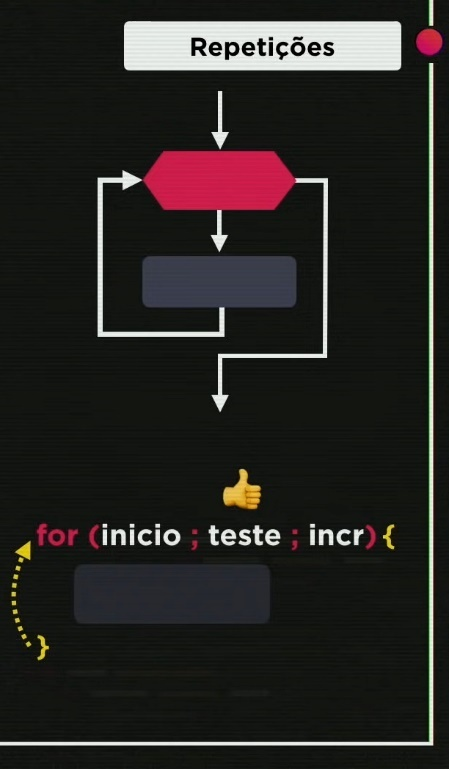 Repetições
for (inicio ; teste ; incr) {
}